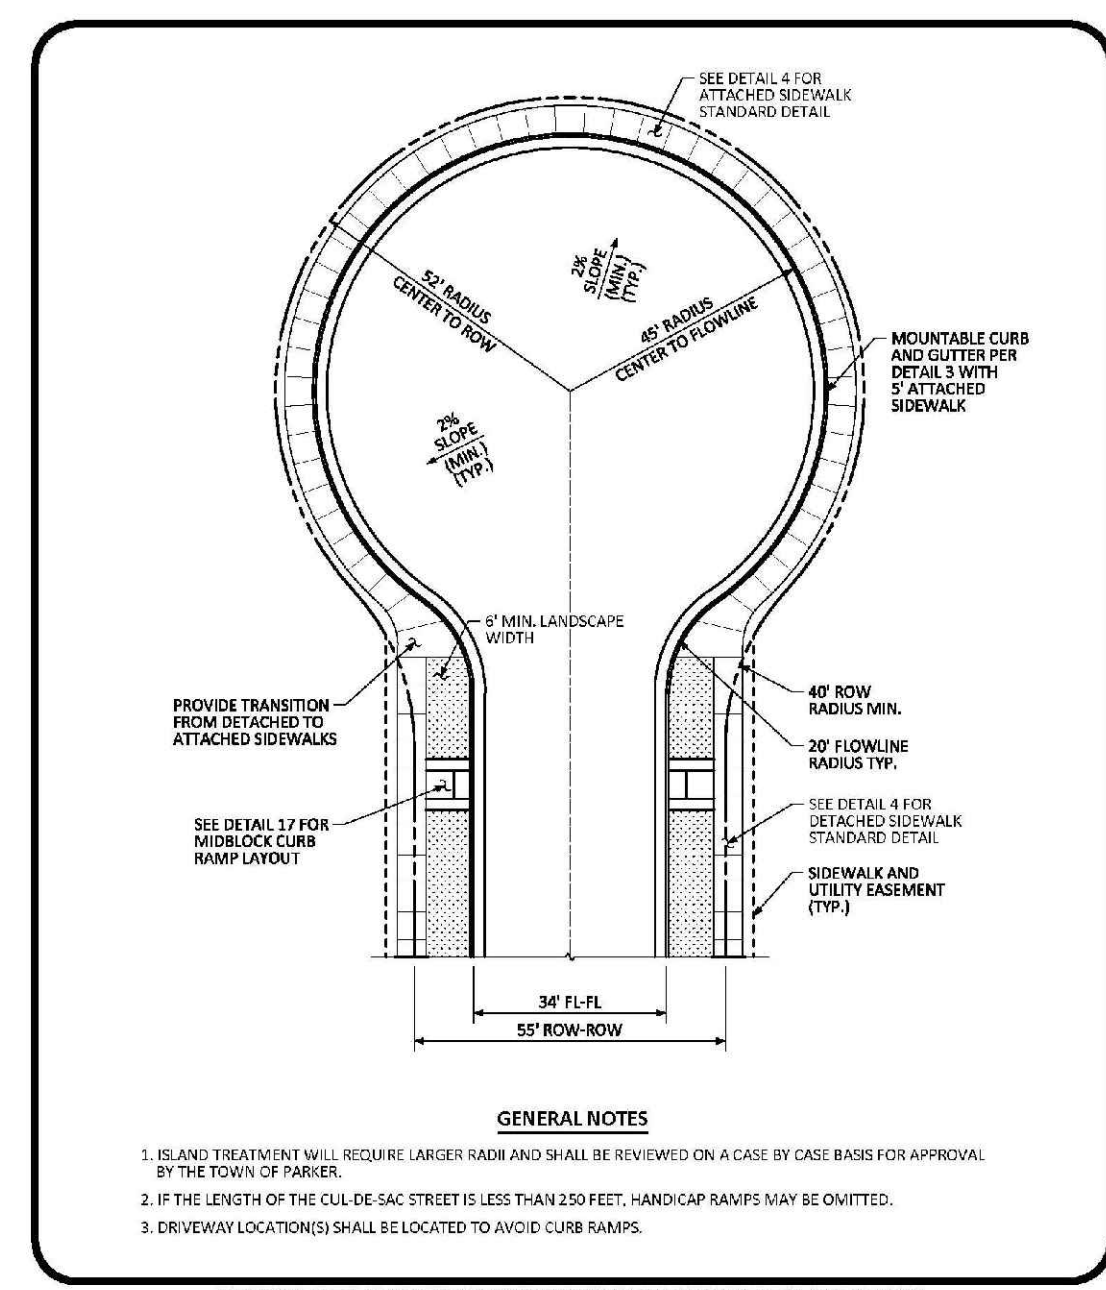 SEE DETAIL 4 FOR
ATTACHED SIDEWALK
STANDARD DETAIL
2%
SLOPE
(MIN.)
(TYP.)
52' RADIUS
CENTER TO ROW
45' RADIUS
CENTER TO FLOWLINE
MOUNTABLE CURB
AND GUTTER PER
DETAIL 3 WITH
5' ATTACHED
SIDEWALK
2%
SLOPE
(MIN.)
(TYP.)
6' MIN. LANDSCAPE
WIDTH
PROVIDE TRANSITION
FROM DETACHED TO
ATTACHED SIDEWALKS
40' ROW
RADIUS MIN.
20' FLOWLINE
RADIUS TYP.
SEE DETAIL 17 FOR
MIDBLOCK CURB
RAMP LAYOUT
SEE DETAIL 4 FOR
DETACHED SIDEWALK
STANDARD DETAIL
SIDEWALK AND
UTILITY EASEMENT
(TYP.)
34' FL-FL
55' ROW-ROW
GENERAL NOTES
1. ISLAND TREATMENT WILL REQUIRE LARGER RADII AND SHALL BE REVIEWED ON A CASE BY CASE BASIS FOR APPROVAL
BY THE TOWN OF PARKER.
2. IF THE LENGTH OF THE CUL-DE-SAC STREET IS LESS THAN 250 FEET, HANDICAP RAMPS MAY BE OMITTED.
3. DRIVEWAY LOCATION(S) SHALL BE LOCATED TO AVOID CURB RAMPS.